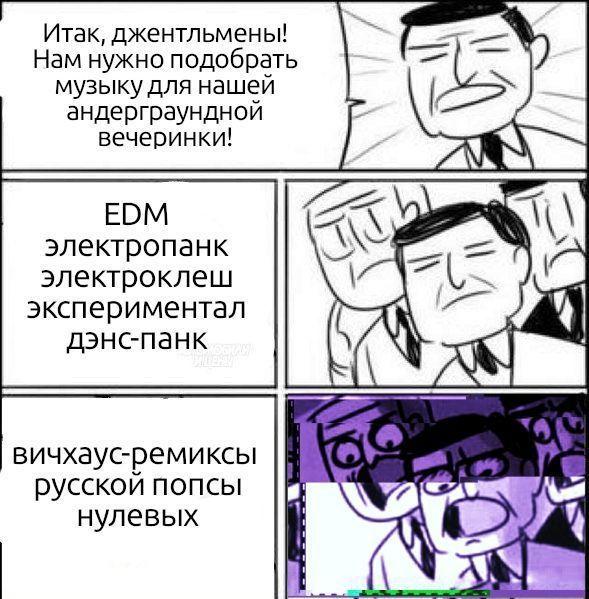 Итак, джентльмены!
Нам нужно подобрать
музыку для нашей
андерграундной
вечеринки!
EDM
электропанк
электроклеш
экспериментал
дэнс-панк
вичхаус-ремиксы
русской попсы
нулевых